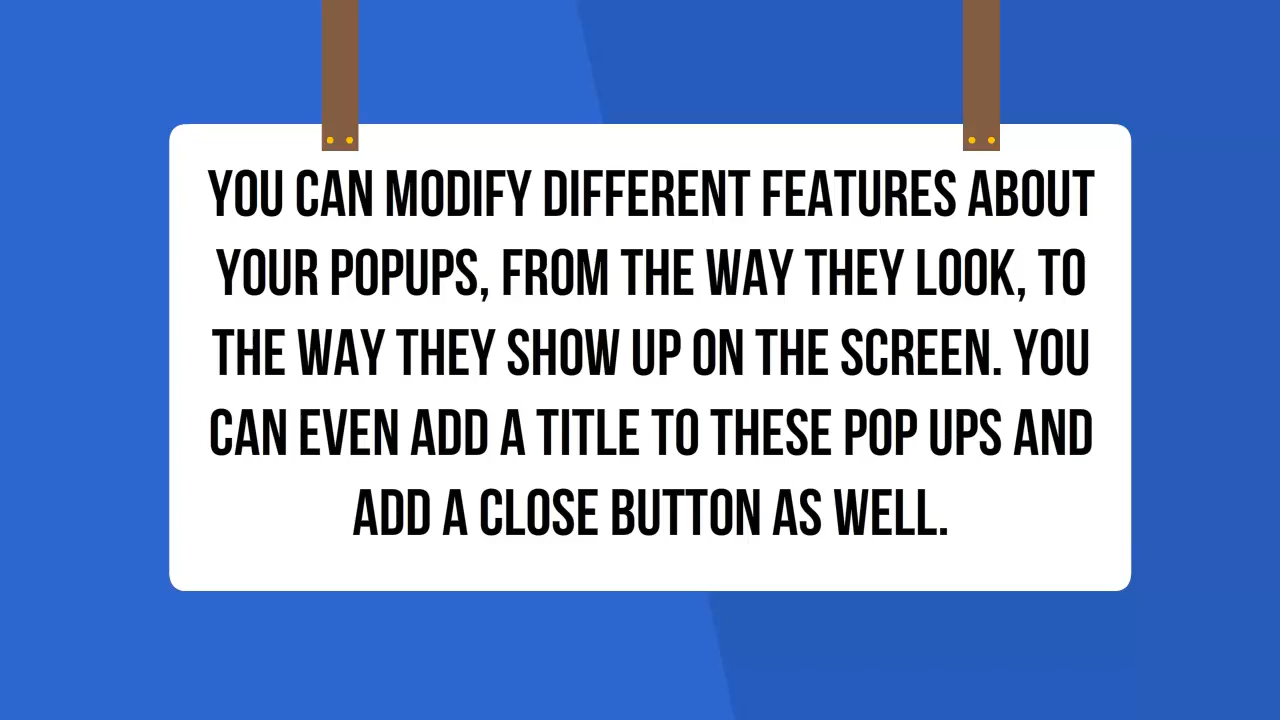 YOU CAN MODIFY DIFFERENT FEATURES ABOUT
YOUR POPUPS, FROM THE WAY THEY LOOK, TO
THE WAY THEY SHOW UP ON THE SCREEN. YOU
CAN EVEN ADD A TITLE TO THESE POP UPS AND
ADD A CLOSE BUTTON AS WELL.